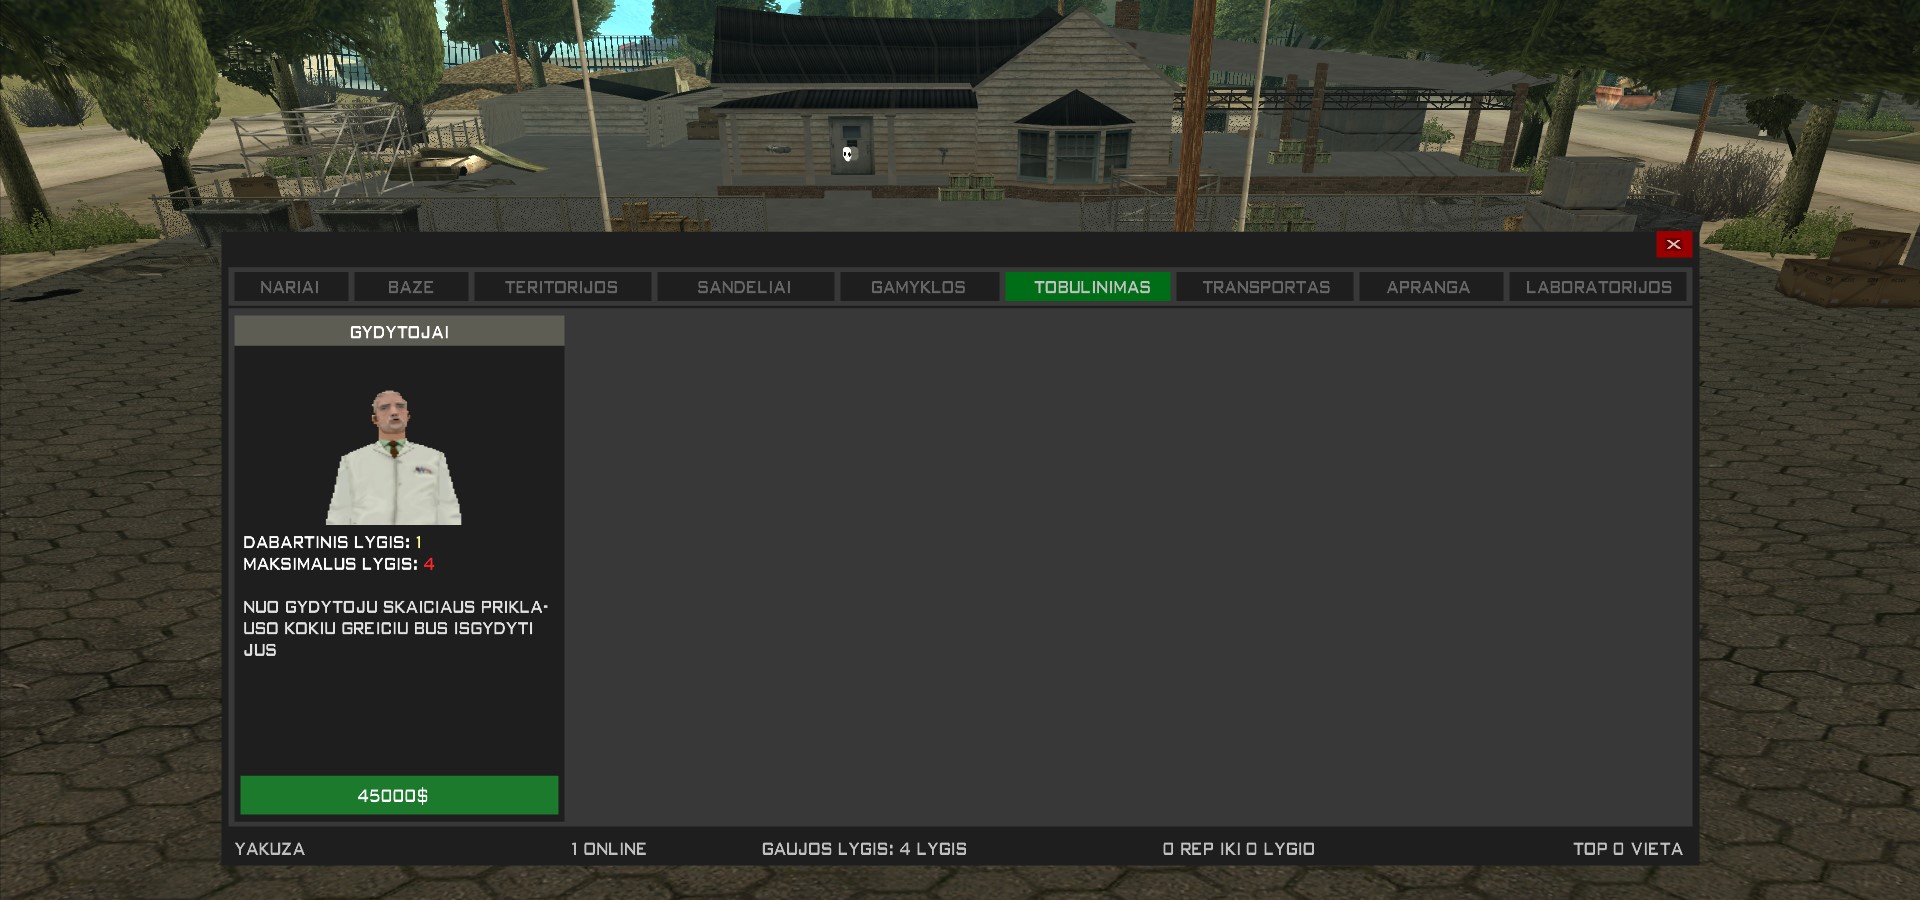 X
NARIAI BAZE TERITORIJOS SANDELIAI GAMYKLOS TOBULINIMAS TRANSPORTAS APRANGA LABORATORIJOS
GYDYTOJAI
DABARTINIS LYGIS: 1
MAKSIMALUS LYGIS: 4
NUO GYDYTOJU SKAICIAUS PRIKLA-
USO KOKIU GREICIU BUS ISGYDYTI
JUS
45000$
YAKUZA 1 ONLINE GAUJOS LYGIS: 4 LYGIS 0 REP IKI 0 LYGIO TOP 0 VIETA